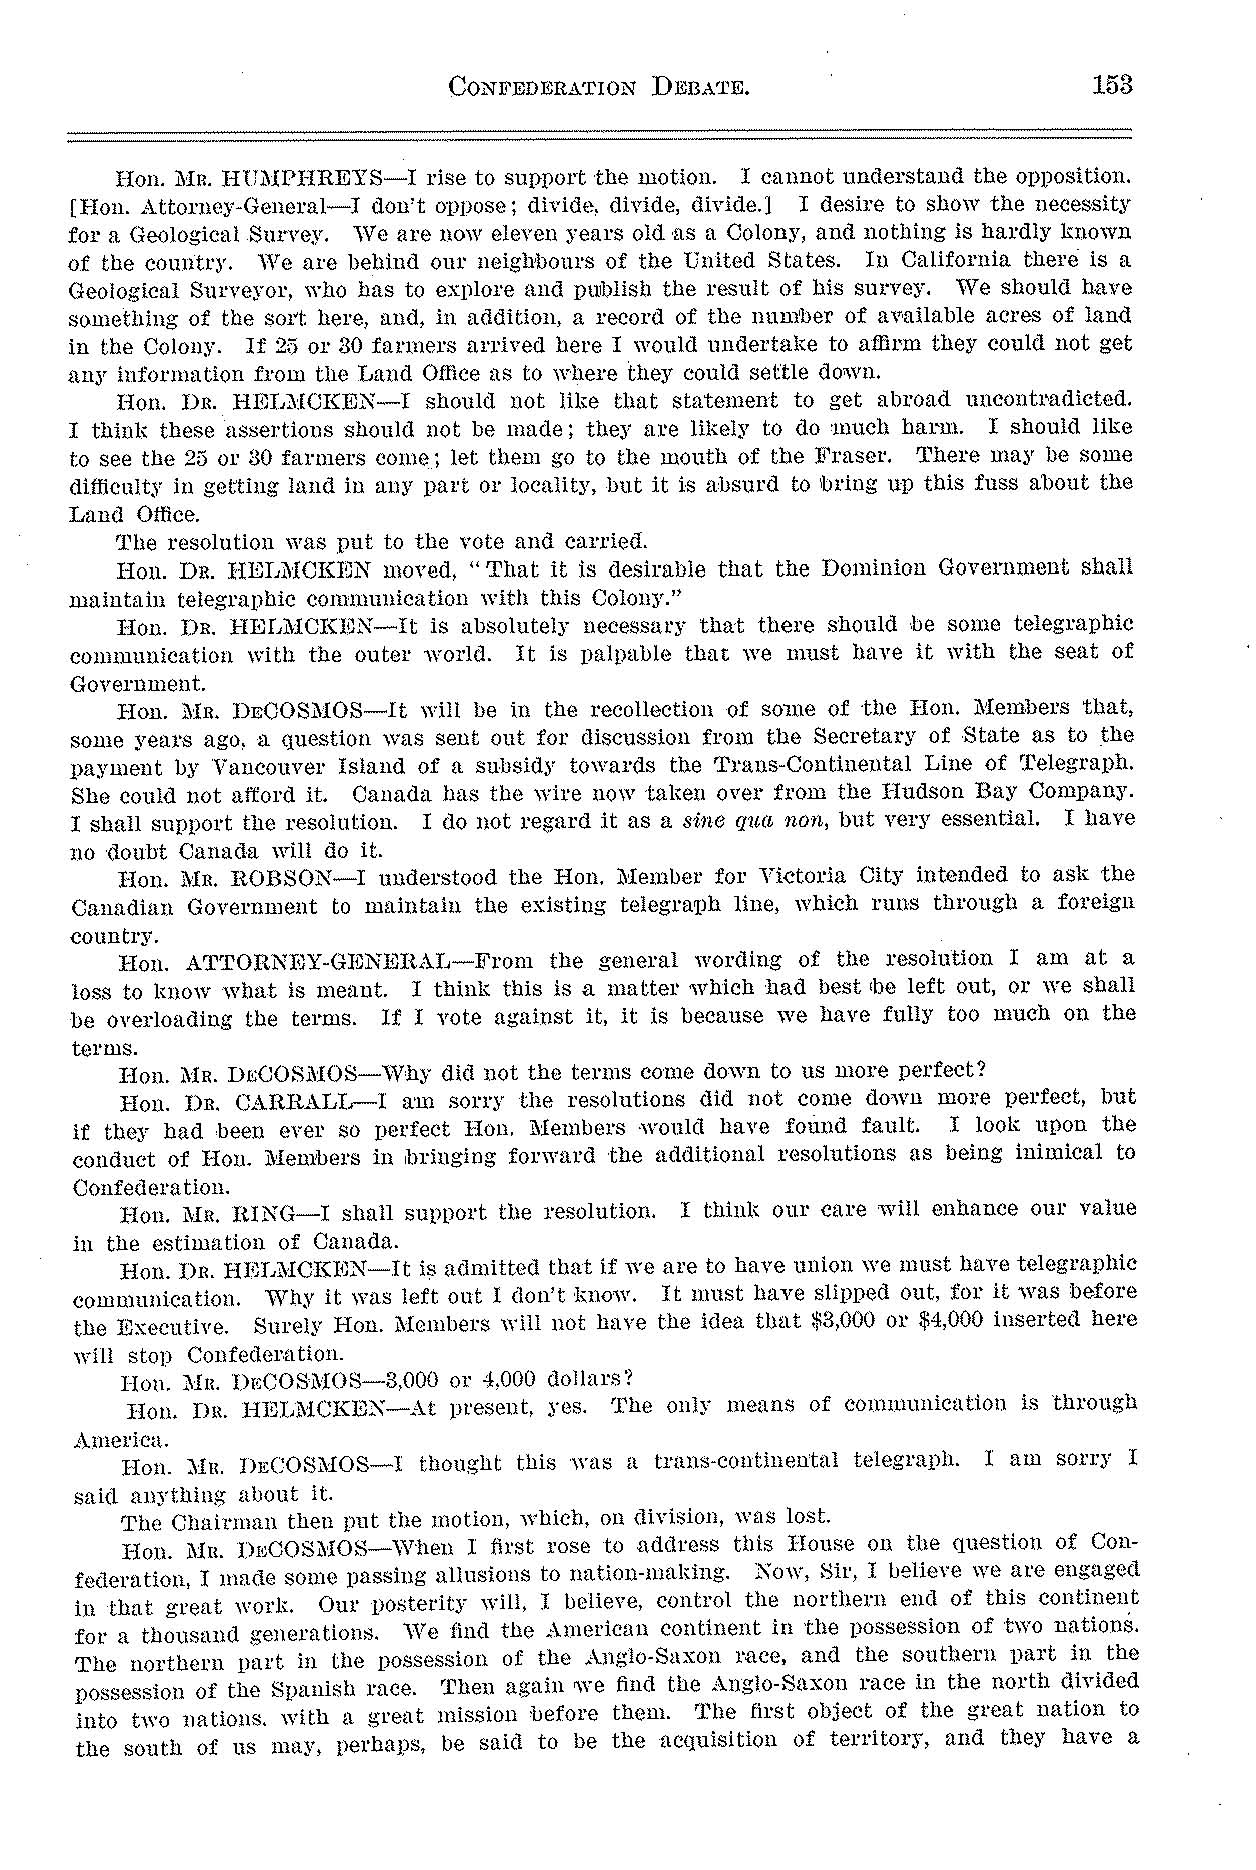 CONFEDERATION DEBATE. 153
Hon. MR. HUMPHREYS—I rise to support the motion. I cannot understand the opposition.
[Hon. Attorney-General—I don't oppose; divide, divide, divide.] I desire to show the necessity
for a Geological Survey. We are now eleven years old as a Colony, and nothing is hardly known
of the country. We are behind our neighbours of the United States. In California there is a
Geological Surveyor, who has to explore and publish the result of his survey. We should have
something of the sort here, and, in addition, a record of the number of available acres of land
in the Colony. If 25 or 30 farmers arrived here I would undertake to affirm they could not get
any information from the Land Office as to where they could settle down.
Hon. DR. HELMCKEN—I should not like that statement to get abroad uncontradicted.
I think these assertions should not be made; they are likely to do much harm. I should like
to see the 25 or 30 farmers come; let them go to the mouth of the Fraser. There may be some
difficulty in getting land in any part or locality, but it is absurd to bring up this fuss about the
Land Office.
The resolution was put to the vote and carried.
Hon. DR. HELMCKEN moved, "That it is desirable that the Dominion Government shall
maintain telegraphic communication with this Colony."
Hon. DR. HELMCKEN—It is absolutely necessary that there should be some telegraphic
communication with the outer world. It is palpable that we must have it with the seat of
Government.
Hon. MR. DECOSMOS—It will be in the recollection of some of the Hon. Members that,
some years ago, a question was sent out for discussion from the Secretary of State as to the
payment by Vancouver Island of a subsidy towards the Trans-Continental Line of Telegraph.
She could not afford it. Canada has the wire now taken over from the Hudson Bay Company.
I shall support the resolution. I do not regard it as a sine qua non, but very essential. I have
no doubt Canada will do it.
Hon. MR. ROBSON—I understood the Hon. Member for Victoria City intended to ask the
Canadian Government to maintain the existing telegraph line, which runs through a foreign
country.
Hon. ATTORNEY-GENERAL—From the general wording of the resolution I am at a
loss to know what is meant. I think this is a matter which had best be left out, or we shall
be overloading the terms. If I vote against it, it is because we have fully too much on the
terms.
Hon. MR. DECOSMOS—Why did not the terms come down to us more perfect?
Hon. DR. CARRALL—I am sorry the resolutions did not come down more perfect, but
if they had been ever so perfect Hon. Members would have found fault. I look upon the
conduct of Hon. Members in bringing forward the additional resolutions as being inimical to
Confederation.
Hon. MR. RING—I shall support the resolution. I think our care will enhance our value
in the estimation of Canada.
Hon. DR. HELMCKEN—It is admitted that if we are to have union we must have telegraphic
communication. Why it was left out I don't know. It must have slipped out, for it was before
the Executive. Surely Hon. Members will not have the idea that $3,000 or $4,000 inserted here
will stop Confederation.
Hon. MR. DECOSMOS—3,000 or 4,000 dollars?
Hon. DR. HELMCKEN—At present, yes. The only means of communication is through
America.
Hon. MR. DECOSMOS—I thought this was a trans-continental telegraph. I am sorry I
said anything about it.
The Chairman then put the motion, which, on division, was lost.
Hon. MR. DECOSMOS—When I first rose to address this House on the question of Con-
federation, I made some passing allusions to nation-making. Now, Sir, I believe we are engaged
in that great work. Our posterity will, I believe, control the northern end of this continent
for a thousand generations. We find the American continent in the possession of two nations.
The northern part in the possession of the Anglo-Saxon race, and the southern part in the
possession of the Spanish race. Then again we find the Anglo-Saxon race in the north divided
into two nations, with a great mission before them. The first object of the great nation to
the south of us may, perhaps, be said to be the acquisition of territory, and they have a